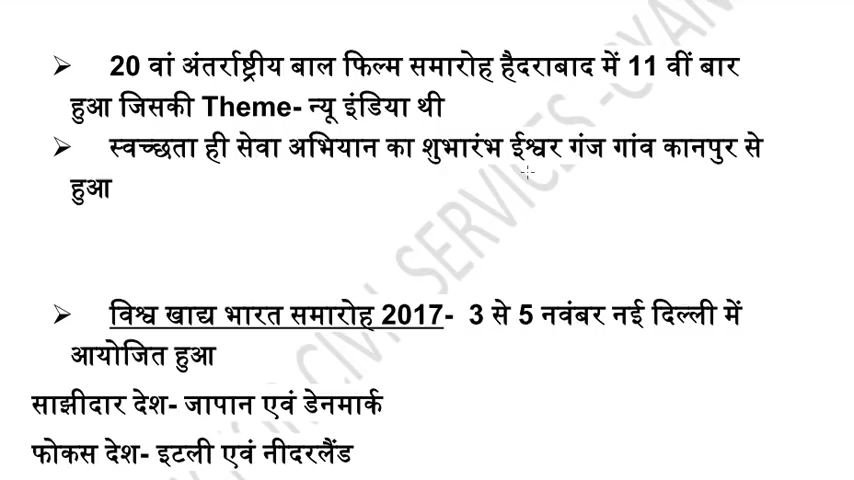 ➢ 20 वां अंतर्राष्ट्रीय बाल फिल्म समारोह हैदराबाद में 11 वीं बार
हुआ जिसकी Theme- न्यू इंडिया थी
➢ स्वच्छता ही सेवा अभियान का शुभारंभ ईश्वर गंज गांव कानपुर से
हुआ
➢ विश्व खाद्य भारत समारोह 2017- 3 से 5 नवंबर नई दिल्ली में
आयोजित हुआ
साझीदार देश- जापान एवं डेनमार्क
फोकस देश- इटली एवं नीदरलैंड